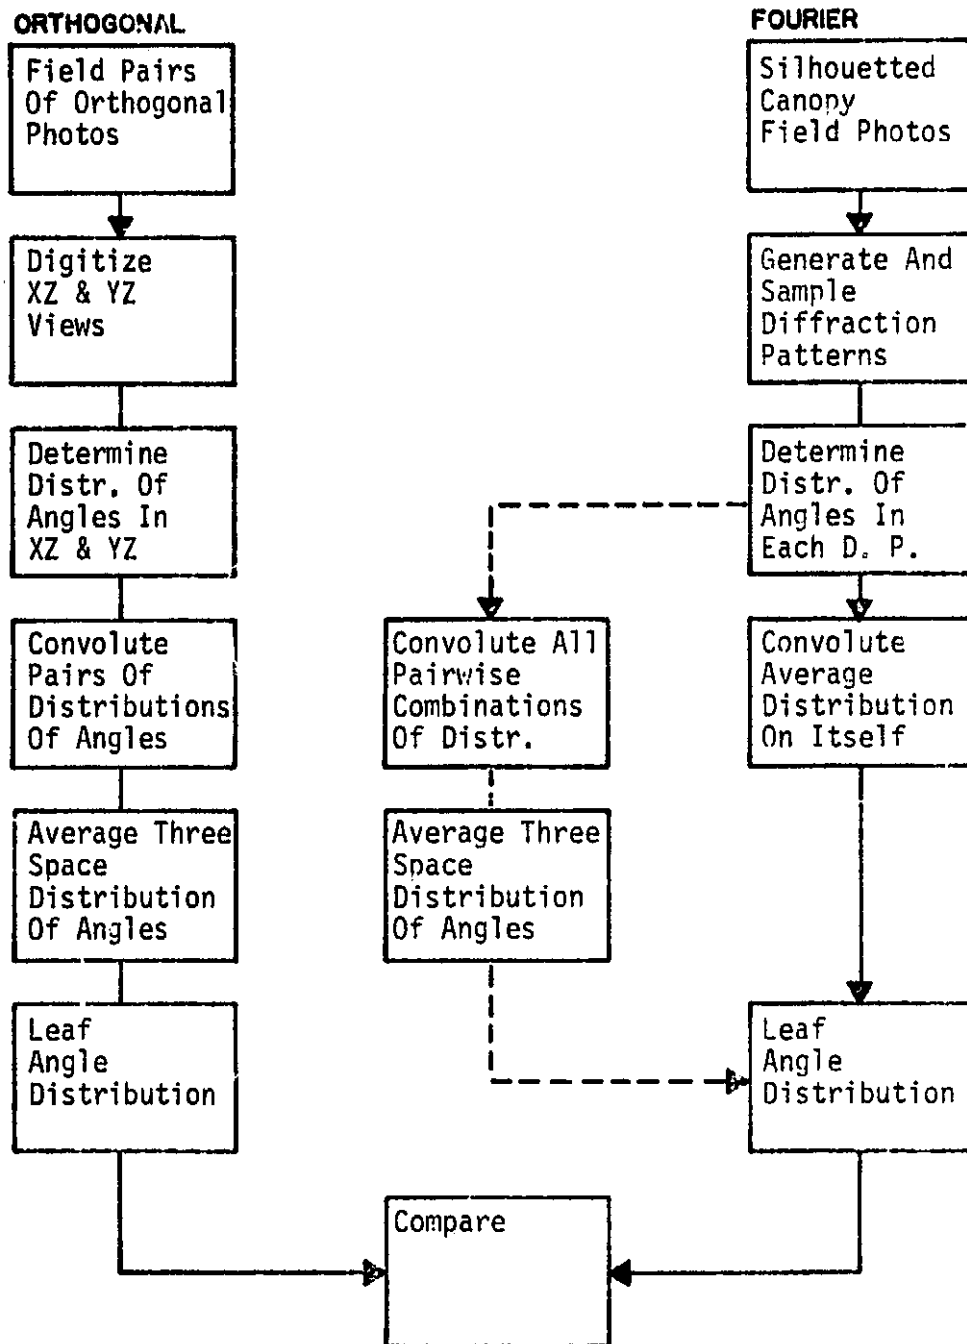 ORTHOGONAL
Field Pairs
Of Orthogonal
Photos
Digitize
XZ & YZ
Views
Determine
Distr. Of
Angles In
XZ & YZ
Convolute
Pairs Of
Distributions
Of Angles
Average Three
Space
Distribution
Of Angles
Leaf
Angle
Distribution
FOURIER
Silhouetted
Canopy
Field Photos
Generate And
Sample
Diffraction
Patterns
Determine
Distr. Of
Angles In
Each D. P.
Convolute All
Pairwise
Combinations
Of Distr.
Average Three
Space
Distribution
Of Angles
Convolute
Average
Distribution
On Itself
Leaf
Angle
Distribution
Compare